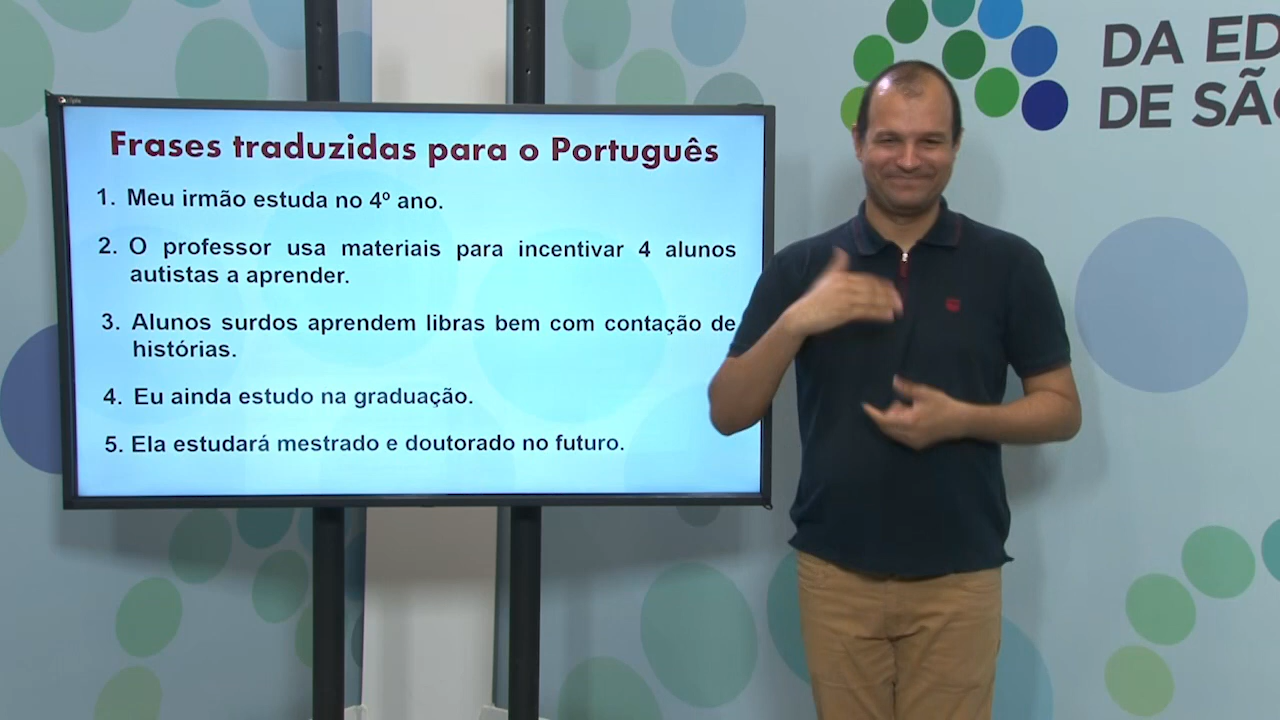 Frases traduzidas para o Português
1. Meu irmão estuda no 4º ano.
2. O professor usa materiais para incentivar 4 alunos
autistas a aprender.
3. Alunos surdos aprendem libras bem com contação de
histórias.
4. Eu ainda estudo na graduação.
5. Ela estudará mestrado e doutorado no futuro.
DA ED
DE SÃ